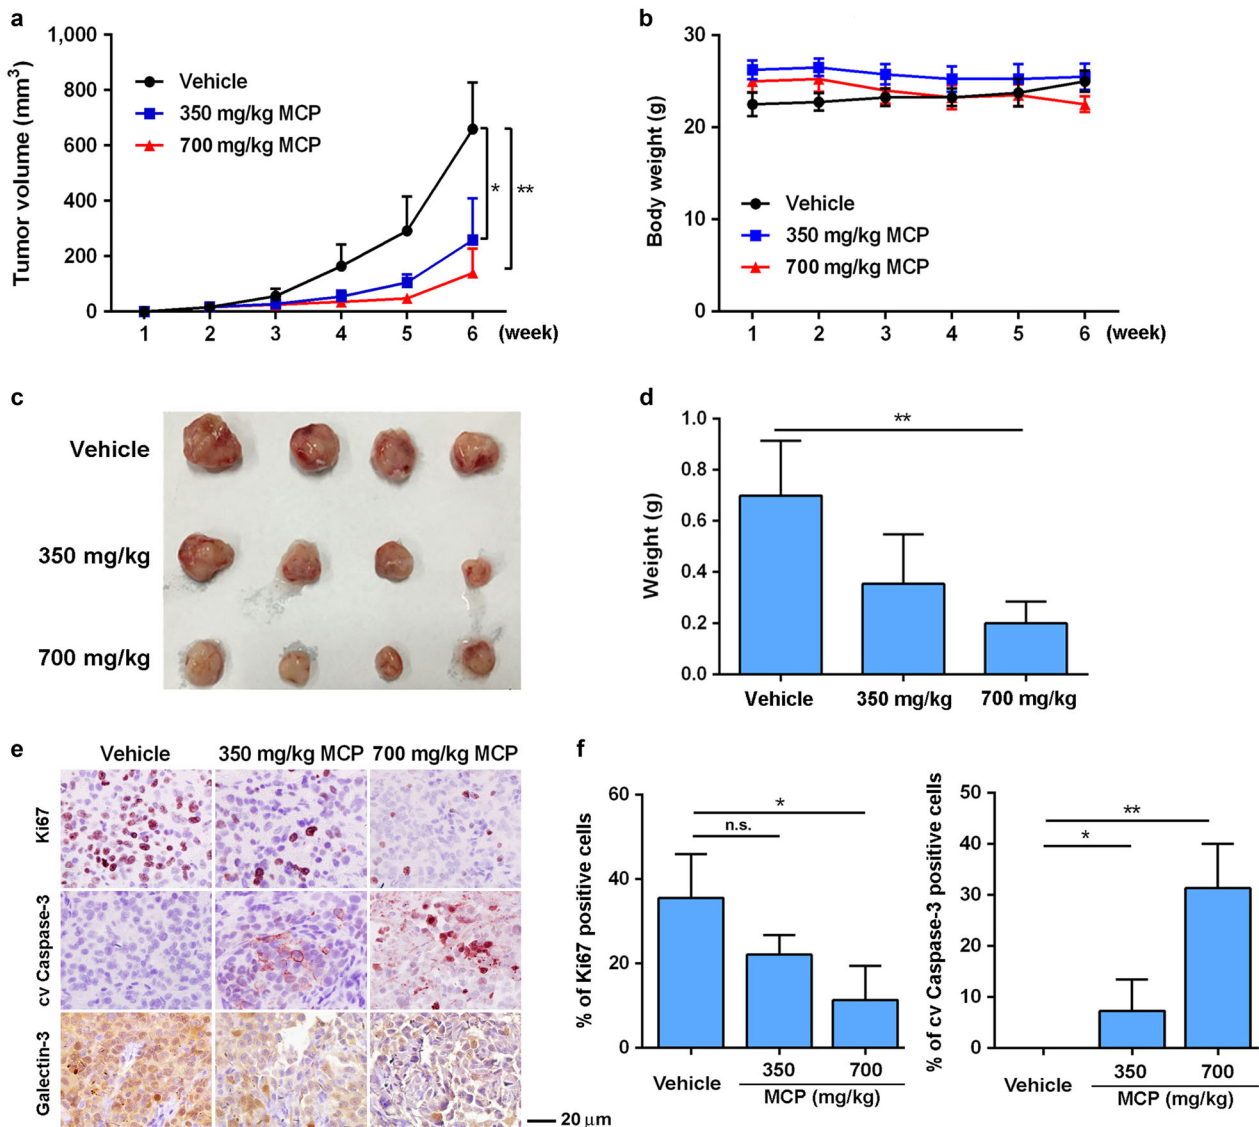 a
1,000
800
600
400
200
0
Tumor volume (mm³)
Vehicle
350 mg/kg MCP
700 mg/kg MCP
*
**
1 2 3 4 5 6 (week)
b
30
20
10
0
Body weight (g)
Vehicle
350 mg/kg MCP
700 mg/kg MCP
1 2 3 4 5 6 (week)
c
Vehicle
350 mg/kg
700 mg/kg
d
1.0
0.8
0.6
0.4
0.2
0.0
Weight (g)
**
Vehicle 350 mg/kg 700 mg/kg
e
Vehicle 350 mg/kg MCP 700 mg/kg MCP
Ki67
cv Caspase-3
Galectin-3
20 μm
f
60
40
20
0
% of Ki67 positive cells
*
n.s.
Vehicle 350 700
MCP (mg/kg)
50
40
30
20
10
0
% of cv Caspase-3 positive cells
**
*
Vehicle 350 700
MCP (mg/kg)